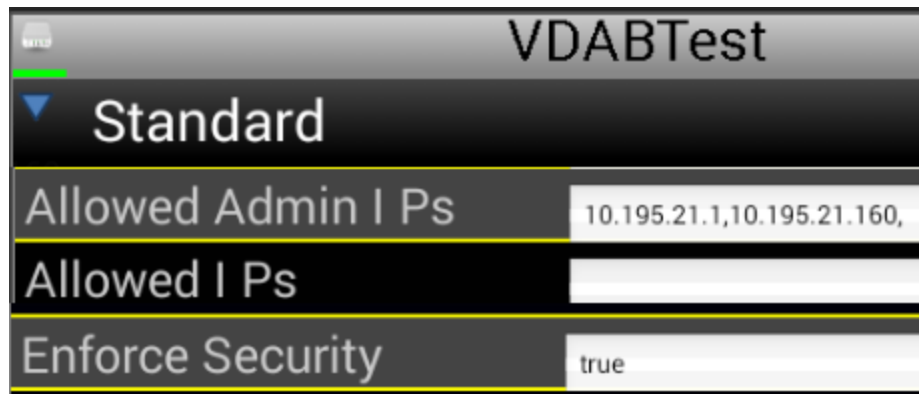 VDABTest
Standard
Allowed Admin I Ps 10.195.21.1,10.195.21.160,
Allowed I Ps
Enforce Security true